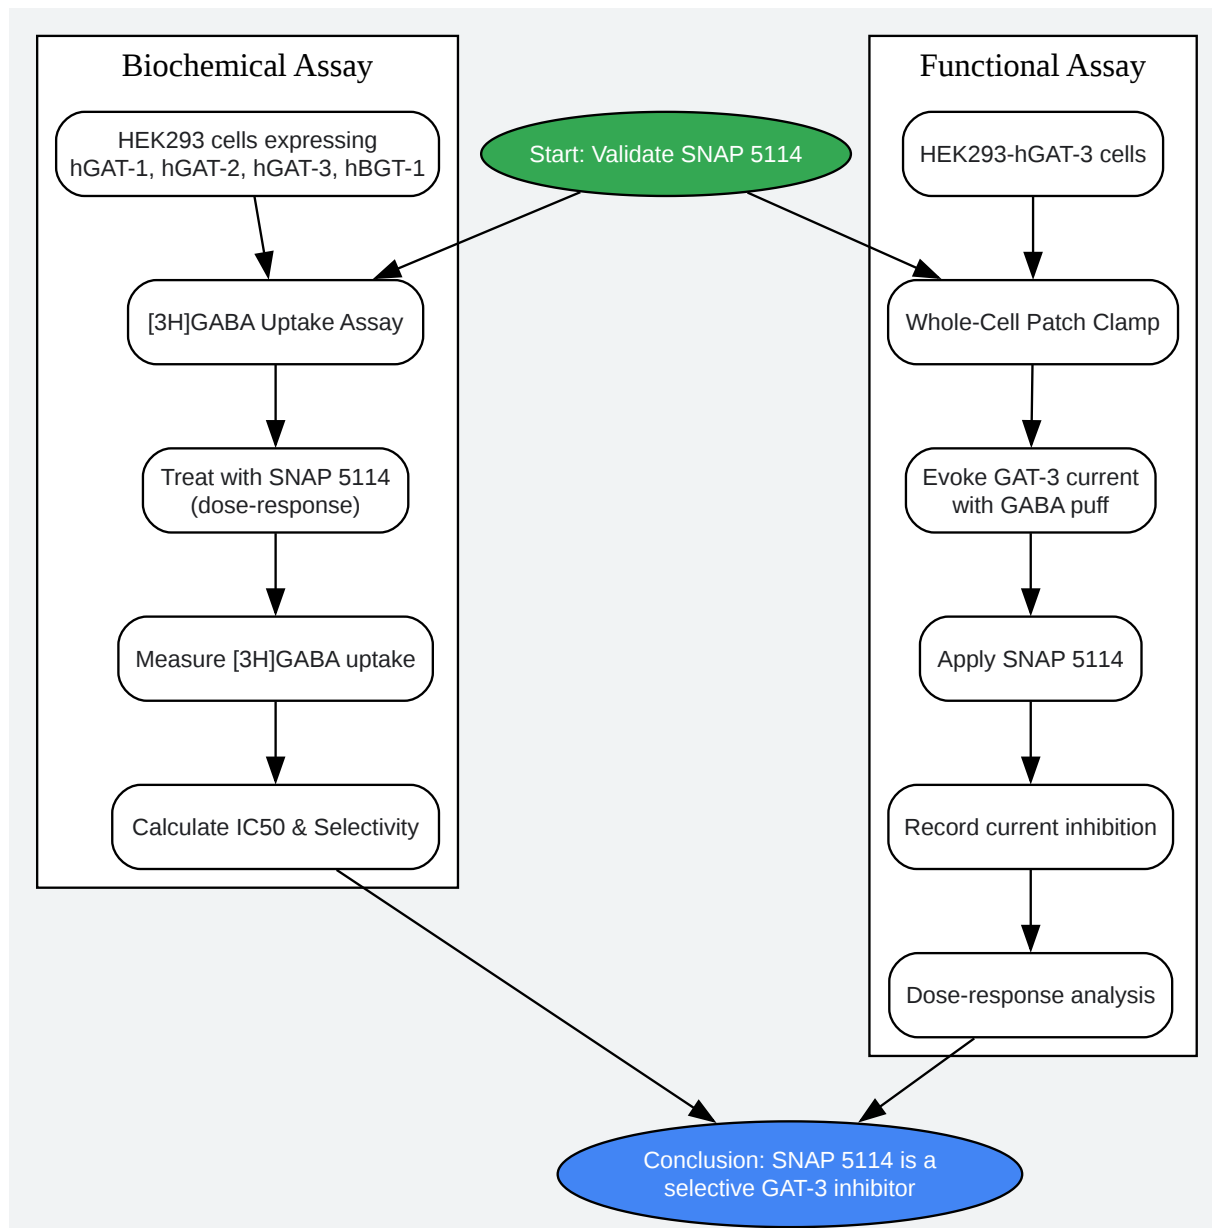 Biochemical Assay
HEK293 cells expressing
hGAT-1, hGAT-2, hGAT-3, hBGT-1
[3H]GABA Uptake Assay
Treat with SNAP 5114
(dose-response)
Measure [3H]GABA uptake
Calculate IC50 & Selectivity
Start: Validate SNAP 5114
Functional Assay
HEK293-hGAT-3 cells
Whole-Cell Patch Clamp
Evoke GAT-3 current
with GABA puff
Apply SNAP 5114
Record current inhibition
Dose-response analysis
Conclusion: SNAP 5114 is a
selective GAT-3 inhibitor